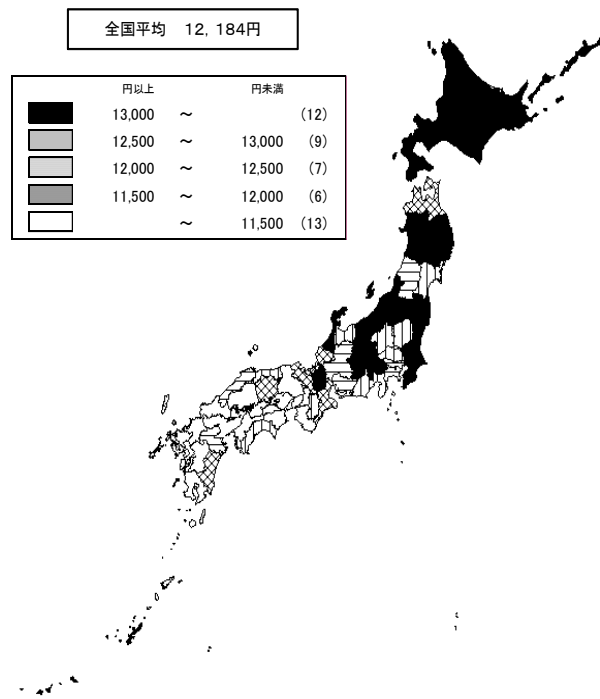 全国平均　12，184円
円以上　円未満
13,000　～　（12）
12,500　～　13,000　（9）
12,000　～　12,500　（7）
11,500　～　12,000　（6）
～　11,500　（13）